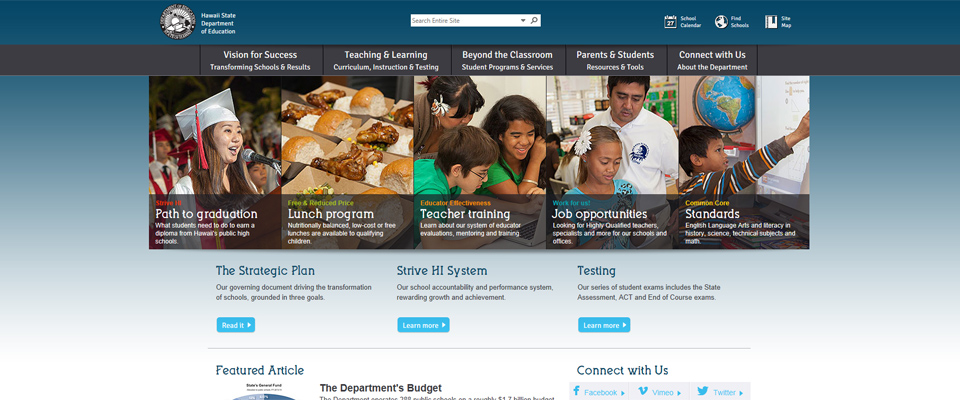 Hawaii State
Department
of Education
Search Entire Site
27
School
Calendar
Find
Schools
Site
Map
Vision for Success
Transforming Schools & Results
Teaching & Learning
Curriculum, Instruction & Testing
Beyond the Classroom
Student Programs & Services
Parents & Students
Resources & Tools
Connect with Us
About the Department
Strive HI
Path to graduation
What students need to do to earn a
diploma from Hawaii's public high
schools.
Free & Reduced Price
Lunch program
Nutritionally balanced, low-cost or free
lunches are available to qualifying
children.
Educator Effectiveness
Teacher training
Learn about our system of educator
evaluations, mentoring and training.
Work for us!
Job opportunities
Looking for Highly Qualified teachers,
specialists and more for our schools and
offices.
Common Core
Standards
English Language Arts and literacy in
history, science, technical subjects and
math.
The Strategic Plan
Our governing document driving the transformation
of schools, grounded in three goals.
Read it
Strive HI System
Our school accountability and performance system,
rewarding growth and achievement.
Learn more
Testing
Our series of student exams includes the State
Assessment, ACT and End of Course exams.
Learn more
Featured Article
State's General Fund
The Department's Budget
The Department operates 288 public schools on a roughly $1.7 billion budget
Connect with Us
Facebook
Vimeo
Twitter